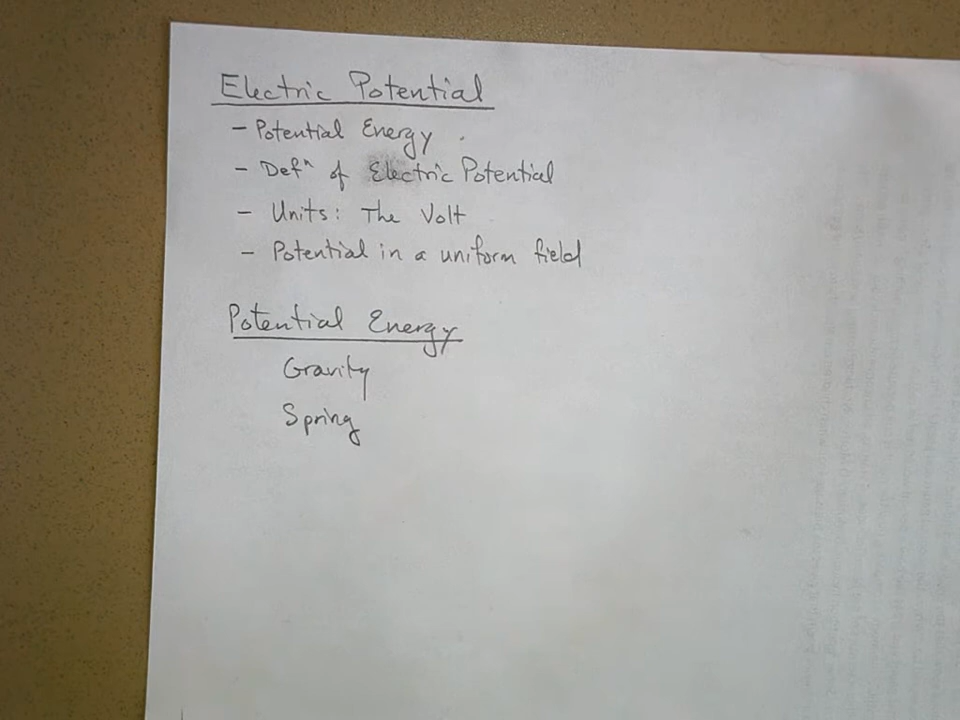 Electric Potential
- Potential Energy.
- Defⁿ of Electric Potential
- Units: The Volt
- Potential in a uniform field
Potential Energy
Gravity
Spring